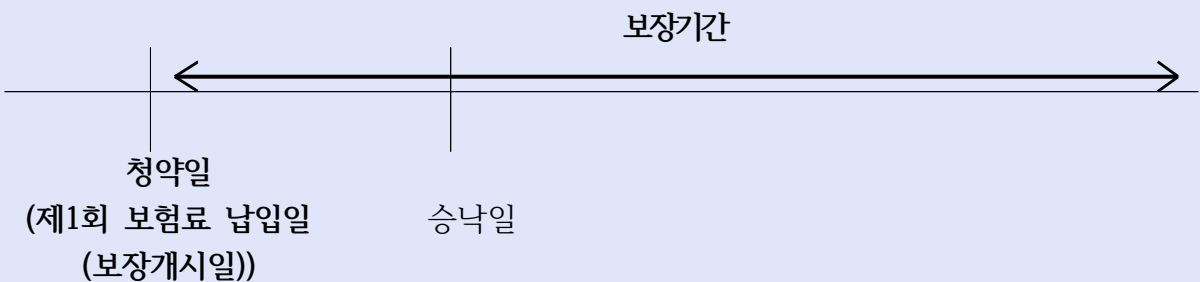 보장기간
청약일
(제1회 보험료 납입일
(보장개시일))
승낙일